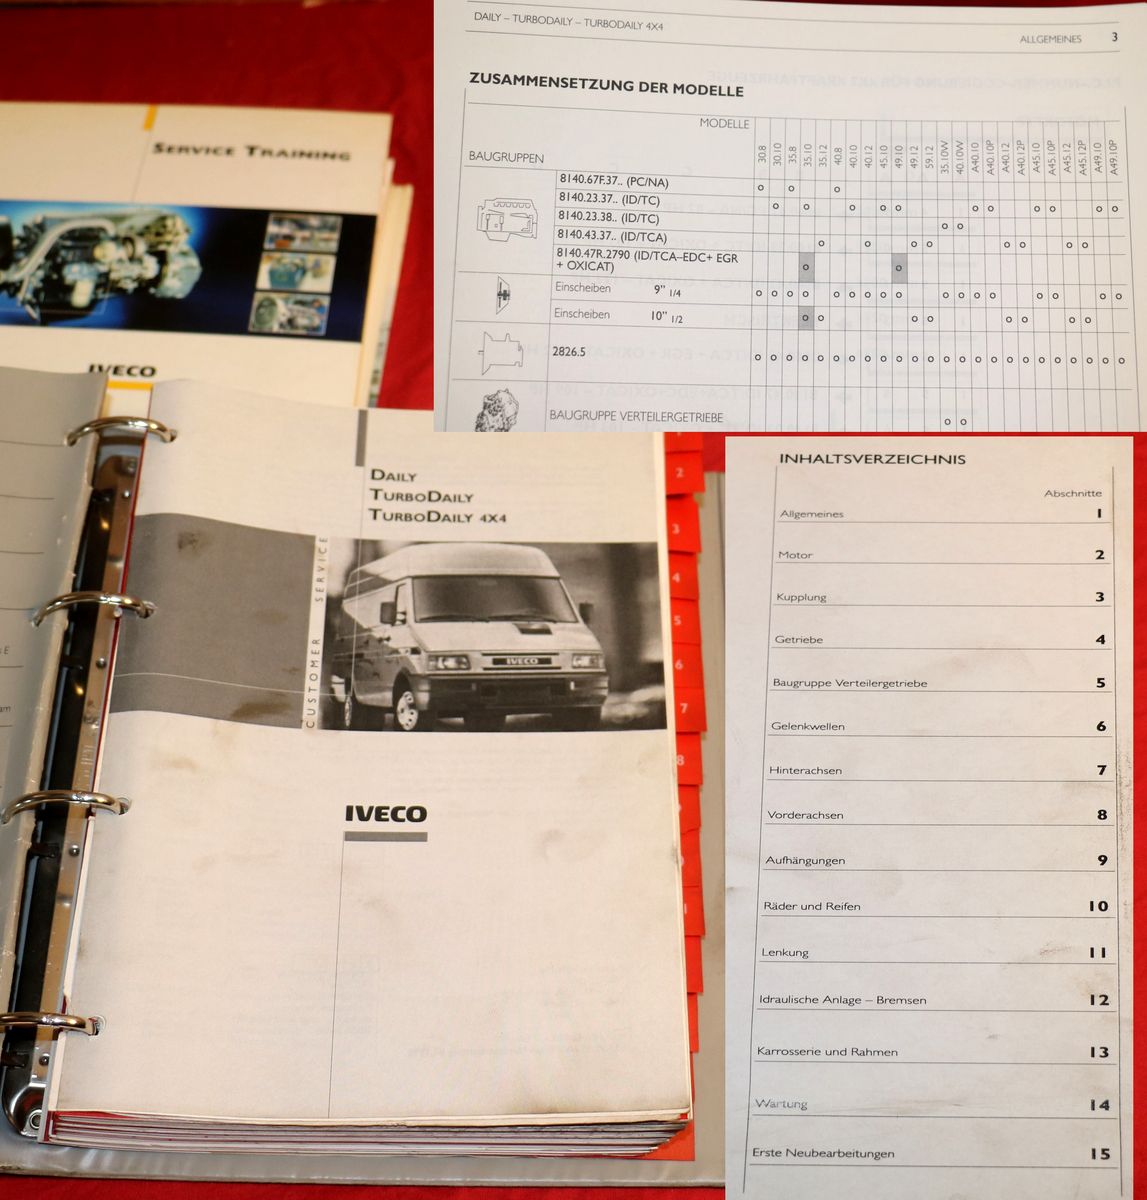 SERVICE TRAINING
IVECO
DAILY – TURBODAILY – TURBODAILY 4X4
ALLGEMEINES 3
ZUSAMMENSETZUNG DER MODELLE
MODELLE
BAUGRUPPEN
30.8
30.10
35.8
35.10
35.12
40.8
40.10
40.12
45.10
49.10
49.12
59.12
35.10W
40.10W
A40.10
A40.10P
A40.12
A40.12P
A45.10
A45.10P
A45.12
A45.12P
A49.10
A49.10P
8140.67F.37.. (PC/NA)
8140.23.37.. (ID/TC)
8140.23.38.. (ID/TC)
8140.43.37.. (ID/TCA)
8140.47R.2790 (ID/TCA–EDC+ EGR
+ OXICAT)
Einscheiben 9" 1/4
Einscheiben 10" 1/2
2826.5
BAUGRUPPE VERTEILERGETRIEBE
DAILY
TURBODAILY
TURBODAILY 4X4
CUSTOMER SERVICE
IVECO
IVECO
2
3
4
5
6
7
8
INHALTSVERZEICHNIS
Abschnitte
Allgemeines 1
Motor 2
Kupplung 3
Getriebe 4
Baugruppe Verteilergetriebe 5
Gelenkwellen 6
Hinterachsen 7
Vorderachsen 8
Aufhängungen 9
Räder und Reifen 10
Lenkung 11
Idraulische Anlage – Bremsen 12
Karrosserie und Rahmen 13
Wartung 14
Erste Neubearbeitungen 15